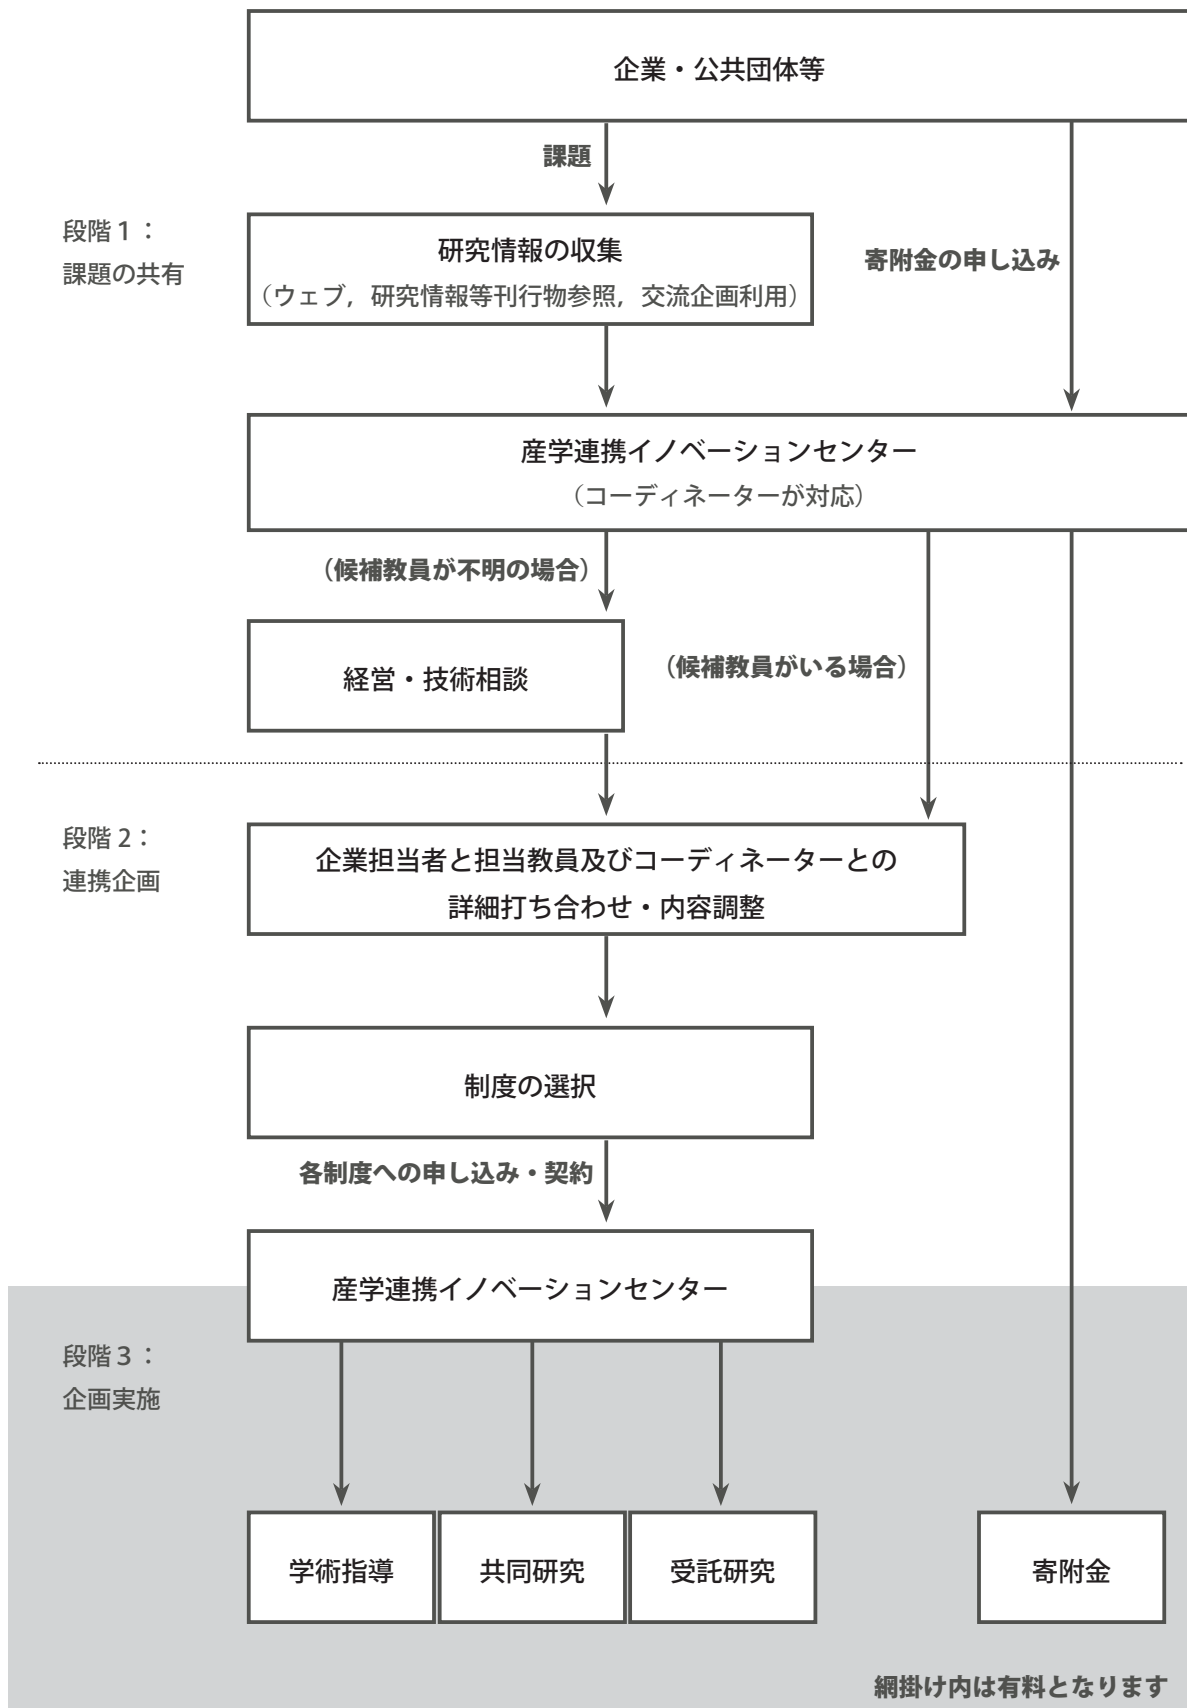 企業・公共団体等
課題
段階 1 :
課題の共有
研究情報の収集
（ウェブ，研究情報等刊行物参照，交流企画利用）
寄附金の申し込み
産学連携イノベーションセンター
（コーディネーターが対応）
（候補教員が不明の場合）
経営・技術相談
（候補教員がいる場合）
段階 2：
連携企画
企業担当者と担当教員及びコーディネーターとの
詳細打ち合わせ・内容調整
制度の選択
各制度への申し込み・契約
産学連携イノベーションセンター
段階 3 :
企画実施
学術指導
共同研究
受託研究
寄附金
網掛け内は有料となります